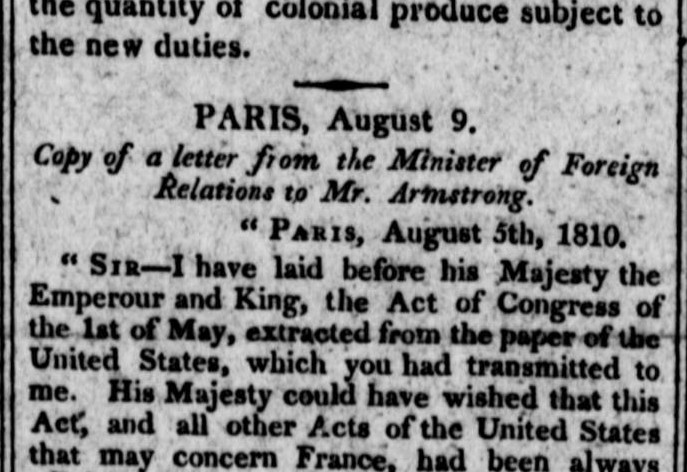 the quantity of colonial produce subject to
the new duties.
PARIS, August 9.
Copy of a letter from the Minister of Foreign
Relations to Mr. Armstrong.
" PARIS, August 5th, 1810.
" SIR—I have laid before his Majesty the
Emperour and King, the Act of Congress of
the 1st of May, extracted from the paper of the
United States, which you had transmitted to
me. His Majesty could have wished that this
Act, and all other Acts of the United States
that may concern France, had been always